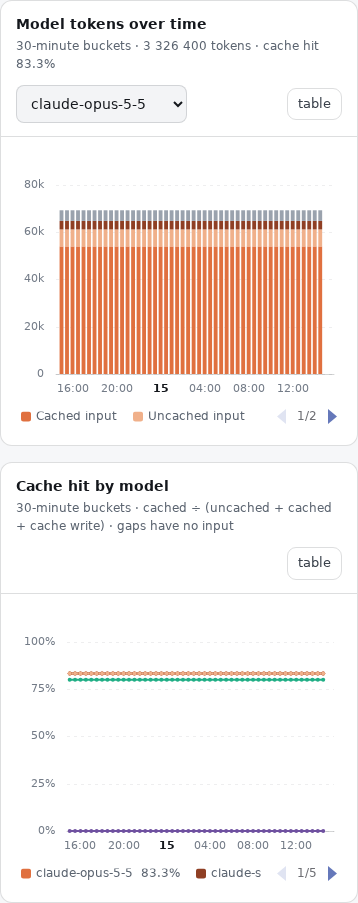 Model tokens over time
30-minute buckets · 3 326 400 tokens · cache hit
83.3%
claude-opus-5-5
table
80k
60k
40k
20k
0
16:00 20:00 15 04:00 08:00 12:00
Cached input Uncached input 1/2
Cache hit by model
30-minute buckets · cached ÷ (uncached + cached
+ cache write) · gaps have no input
table
100%
75%
50%
25%
0%
16:00 20:00 15 04:00 08:00 12:00
claude-opus-5-5 83.3% claude-s 1/5